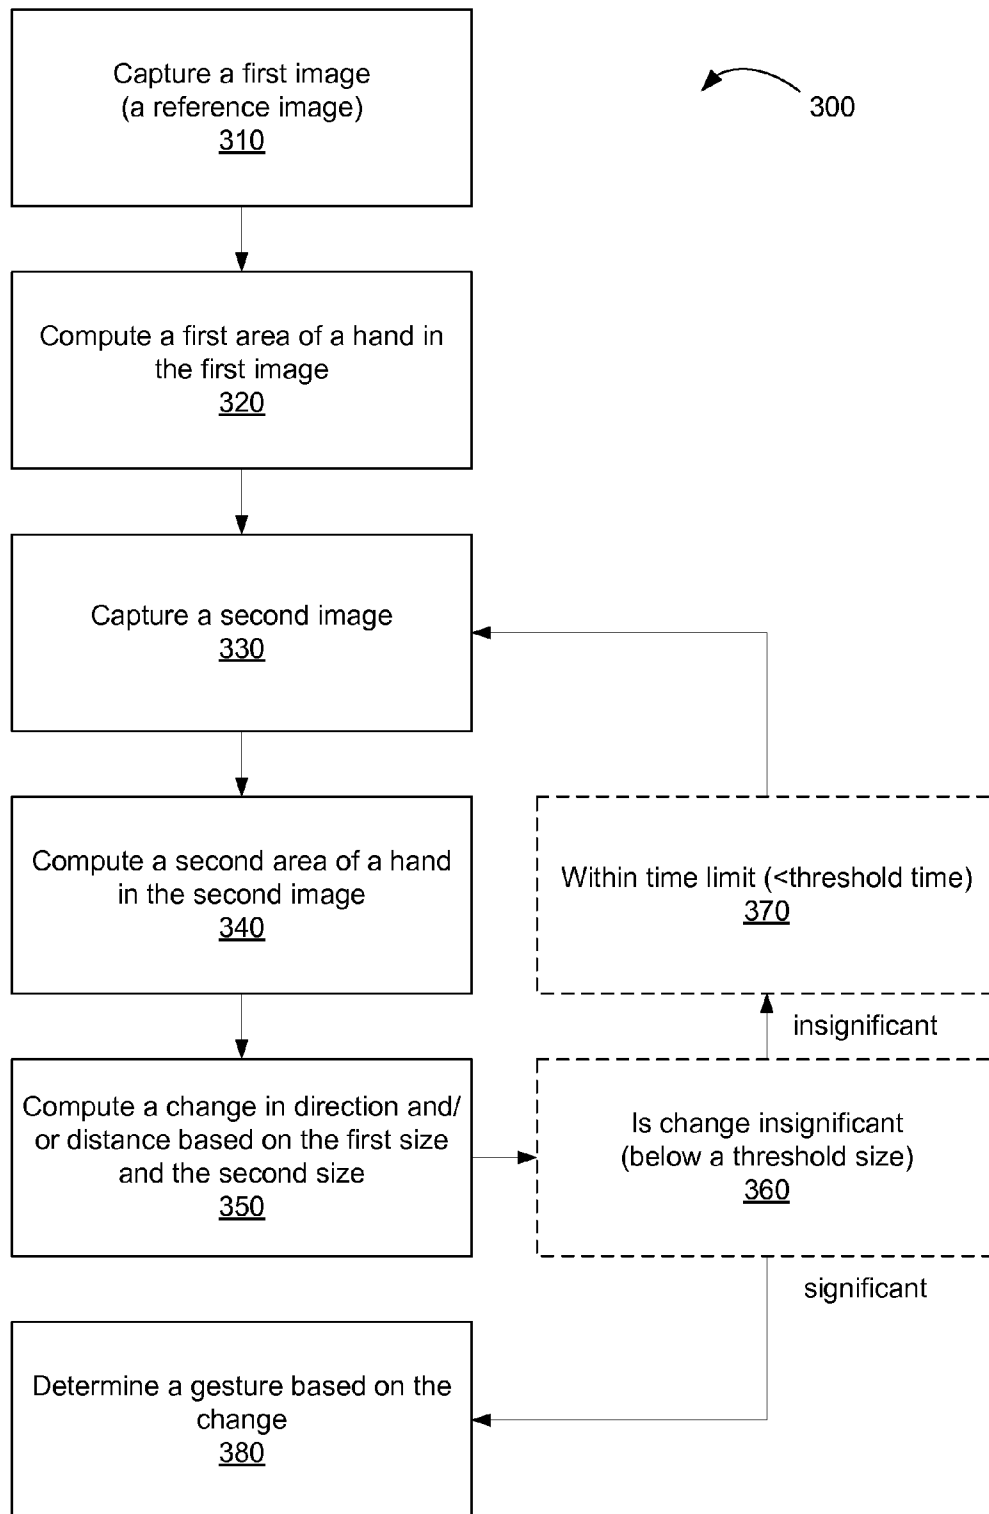 Capture a first image
(a reference image)
310
300
Compute a first area of a hand in
the first image
320
Capture a second image
330
Compute a second area of a hand
in the second image
340
Within time limit (<threshold time)
370
insignificant
Compute a change in direction and/
or distance based on the first size
and the second size
350
Is change insignificant
(below a threshold size)
360
significant
Determine a gesture based on the
change
380